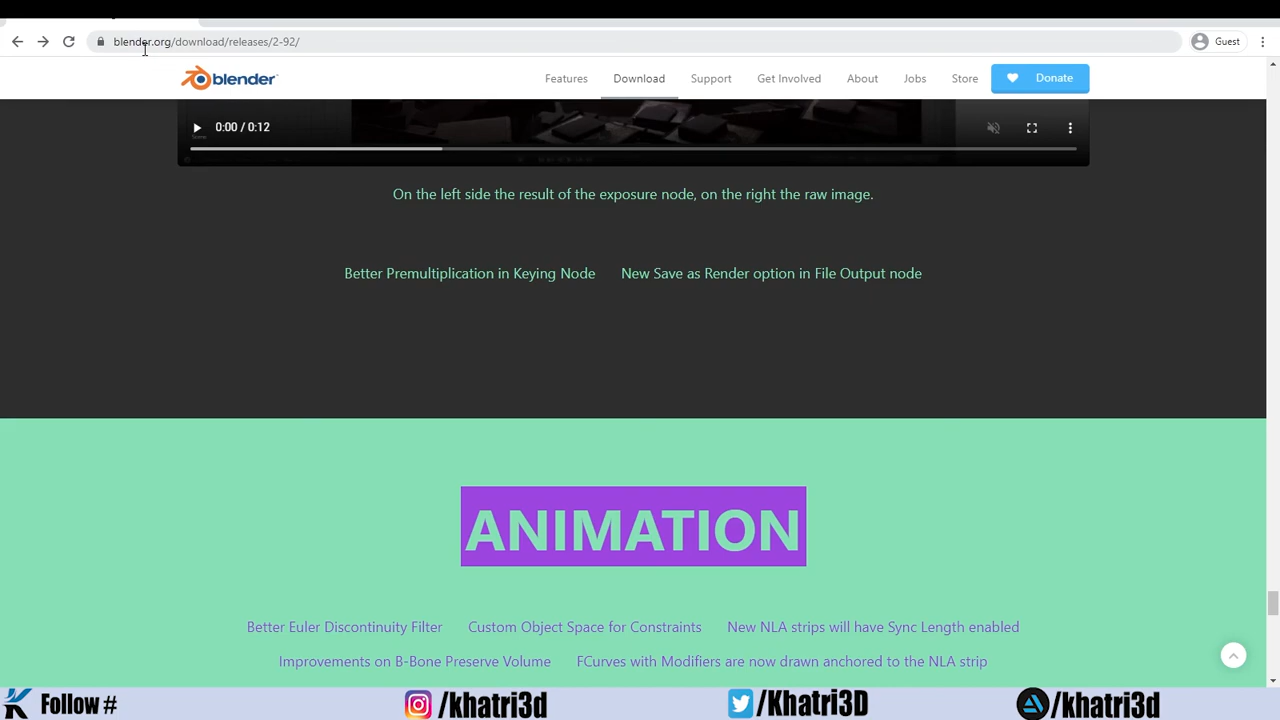 blender.org/download/releases/2-92/
Guest
blender
Features
Download
Support
Get Involved
About
Jobs
Store
Donate
0:00 / 0:12
On the left side the result of the exposure node, on the right the raw image.
Better Premultiplication in Keying Node
New Save as Render option in File Output node
ANIMATION
Better Euler Discontinuity Filter
Custom Object Space for Constraints
New NLA strips will have Sync Length enabled
Improvements on B-Bone Preserve Volume
FCurves with Modifiers are now drawn anchored to the NLA strip
Follow #
/khatri3d
/Khatri3D
/khatri3d